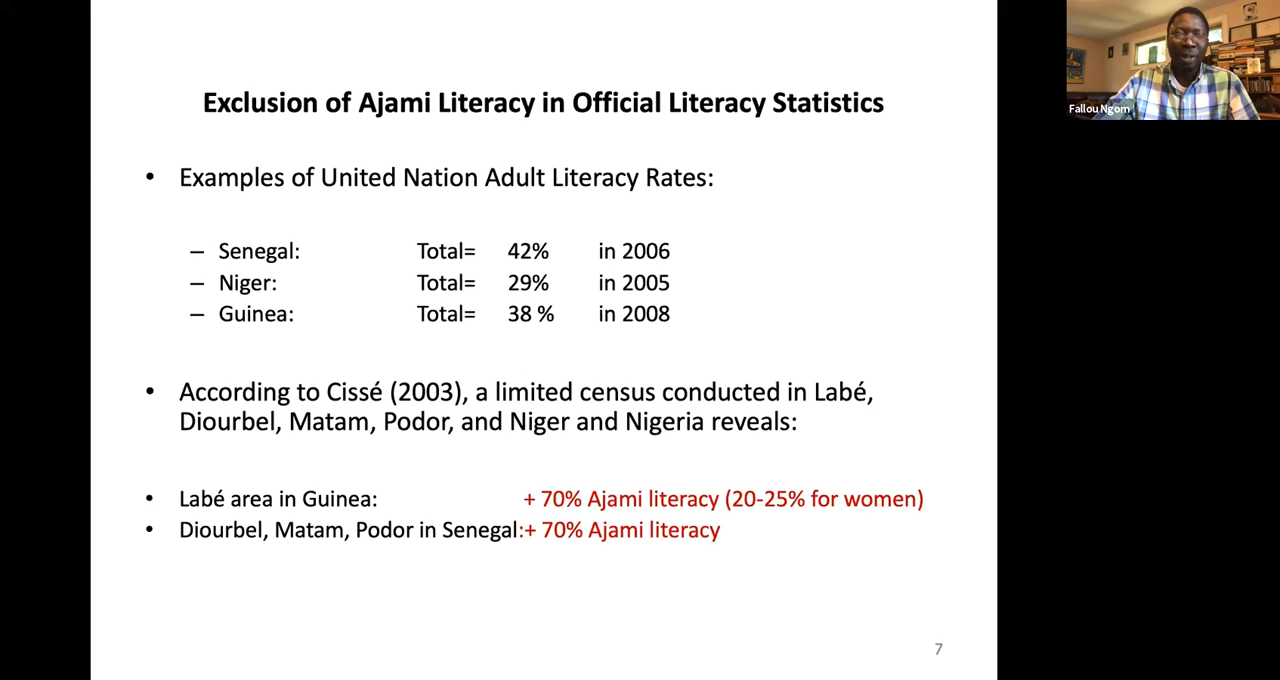 Exclusion of Ajami Literacy in Official Literacy Statistics
• Examples of United Nation Adult Literacy Rates:
– Senegal: Total= 42% in 2006
– Niger: Total= 29% in 2005
– Guinea: Total= 38 % in 2008
• According to Cissé (2003), a limited census conducted in Labé,
Diourbel, Matam, Podor, and Niger and Nigeria reveals:
• Labé area in Guinea: + 70% Ajami literacy (20-25% for women)
• Diourbel, Matam, Podor in Senegal:+ 70% Ajami literacy
7
Fallou Ngom